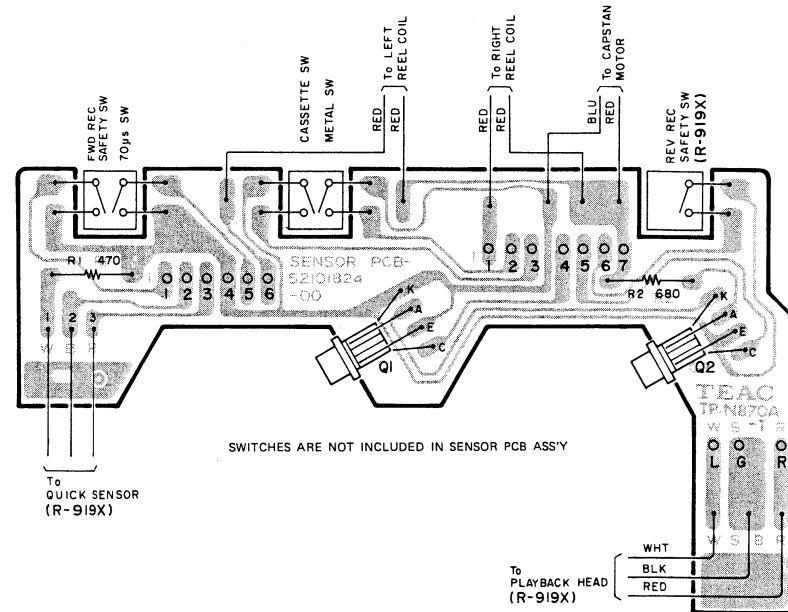 To LEFT
REEL COIL
To RIGHT
REEL COIL
To CAPSTAN
MOTOR
FWD REC
SAFETY SW
70µs SW
CASSETTE SW
METAL SW
RED
RED
RED
RED
BLU
RED
REV REC
SAFETY SW
(R-919X)
R1 470
SENSOR PCB-
52101824
-00
1 2 3 4 5 6
1 2 3 4 5 6 7
R2 680
K
A
E
C
Q1
K
A
E
C
Q2
1 2 3
W B R
TEAC
TP-N870A
W S -T R
L G R
W S B R
SWITCHES ARE NOT INCLUDED IN SENSOR PCB ASS'Y
To
QUICK SENSOR
(R-919X)
WHT
BLK
RED
To
PLAYBACK HEAD
(R-919X)